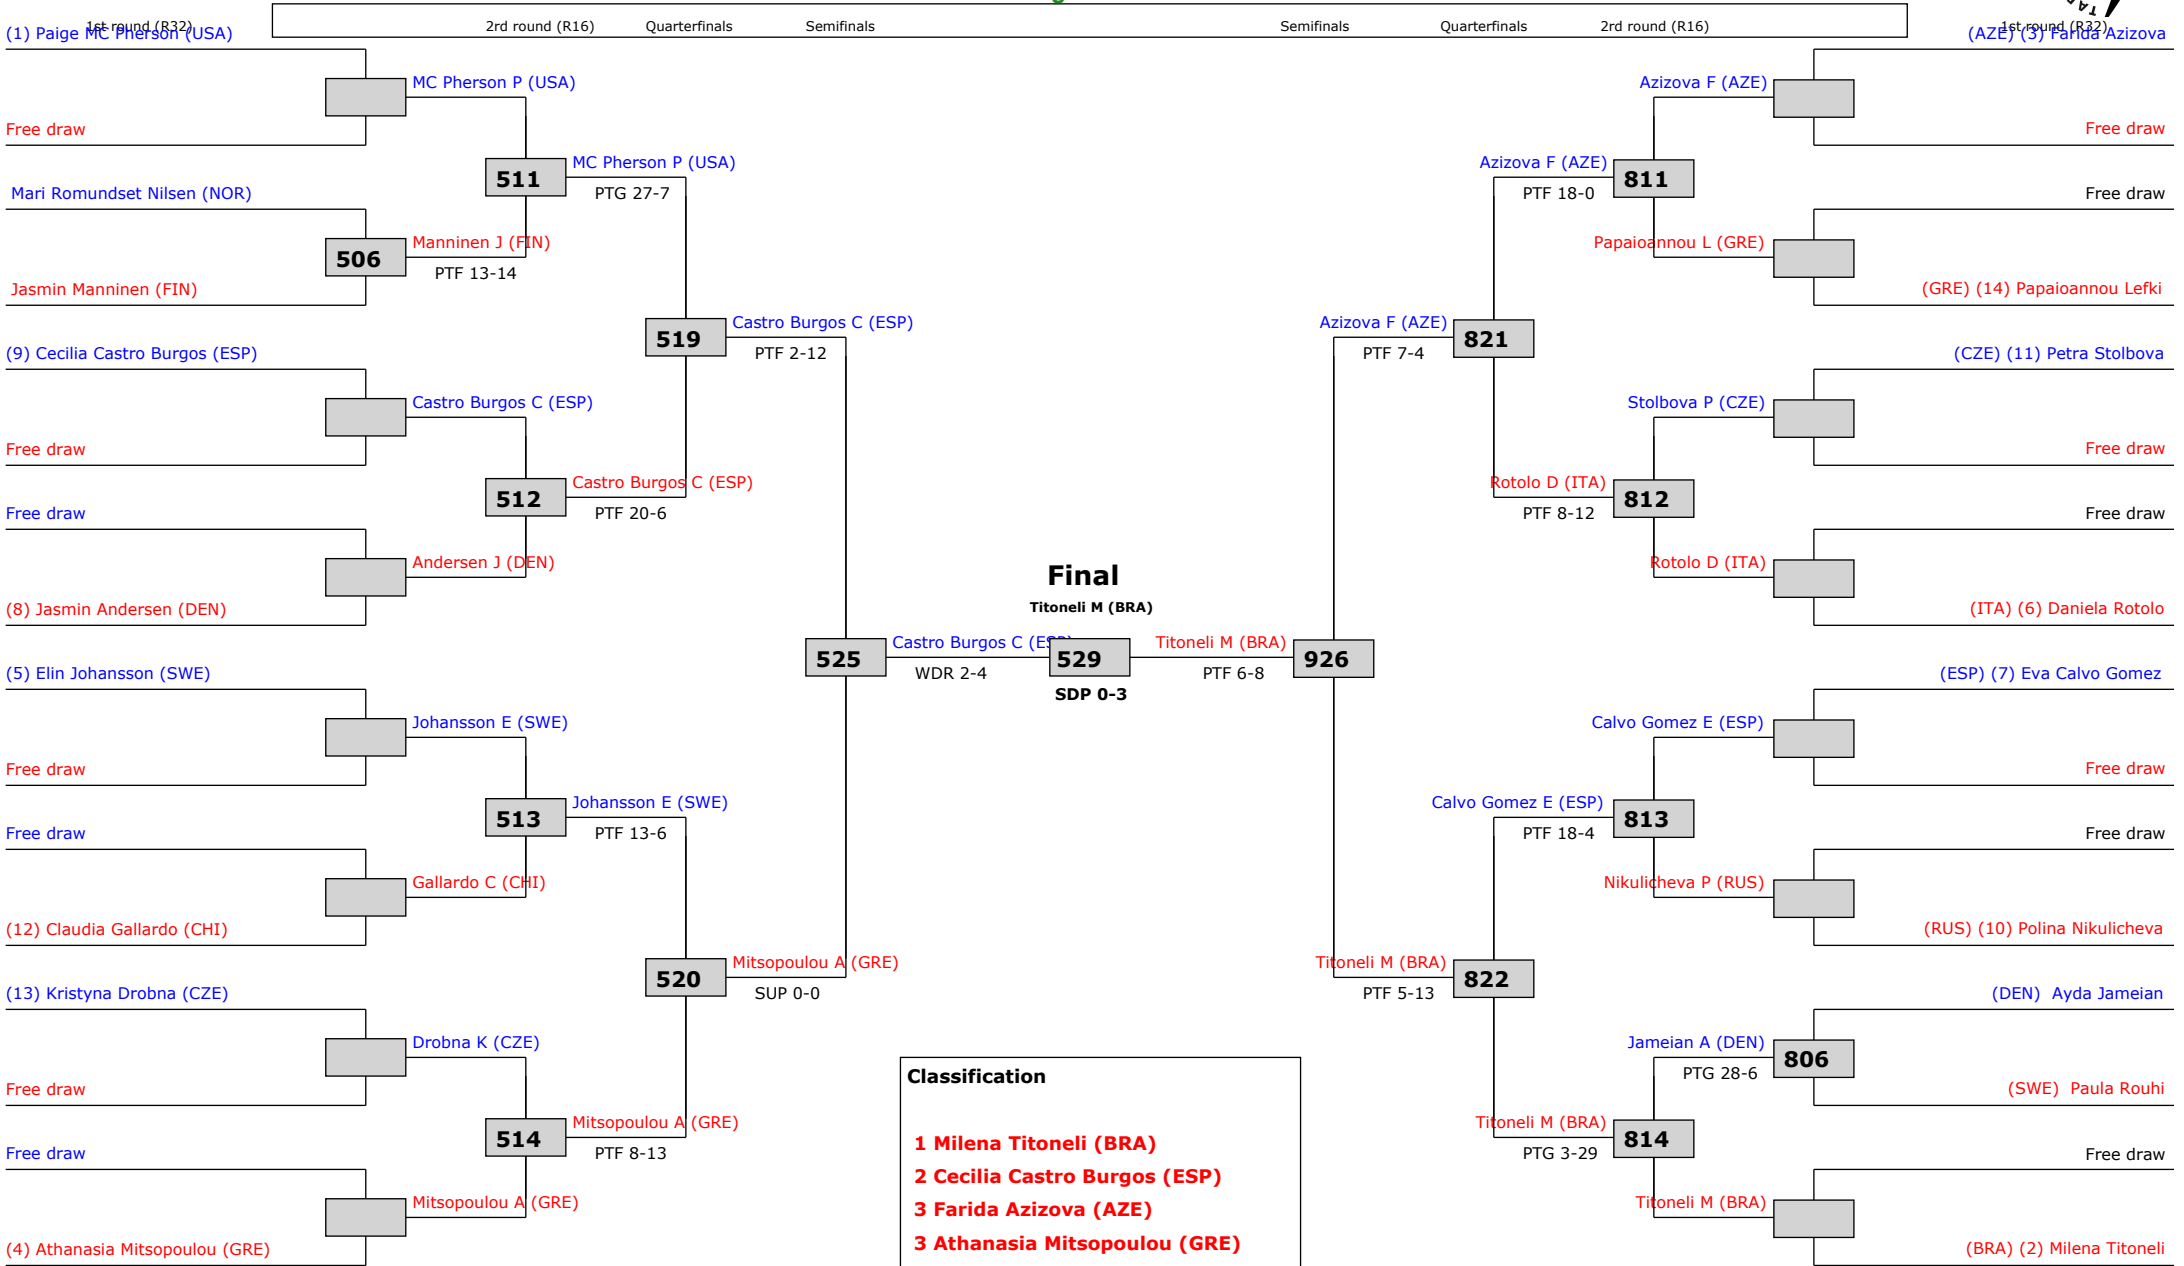 1st round (R32)
2nd round (R16)
Quarterfinals
Semifinals
Semifinals
Quarterfinals
2nd round (R16)
1st round (R32)
(1) Paige MC Pherson (USA)
MC Pherson P (USA)
Free draw
MC Pherson P (USA)
511
PTG 27-7
Mari Romundset Nilsen (NOR)
Manninen J (FIN)
506
PTF 13-14
Jasmin Manninen (FIN)
Castro Burgos C (ESP)
519
PTF 2-12
(9) Cecilia Castro Burgos (ESP)
Castro Burgos C (ESP)
Free draw
Castro Burgos C (ESP)
512
PTF 20-6
Free draw
Andersen J (DEN)
(8) Jasmin Andersen (DEN)
525
Castro Burgos C (ESP)
WDR 2-4
(5) Elin Johansson (SWE)
Johansson E (SWE)
Free draw
Johansson E (SWE)
513
PTF 13-6
Free draw
Gallardo C (CHI)
(12) Claudia Gallardo (CHI)
Mitsopoulou A (GRE)
520
SUP 0-0
(13) Kristyna Drobna (CZE)
Drobna K (CZE)
Free draw
Mitsopoulou A (GRE)
514
PTF 8-13
Free draw
Mitsopoulou A (GRE)
(4) Athanasia Mitsopoulou (GRE)
Final
Titoneli M (BRA)
529
SDP 0-3
Titoneli M (BRA)
926
PTF 6-8
(AZE) (3) Farida Azizova
Azizova F (AZE)
Free draw
Azizova F (AZE)
811
PTF 18-0
Free draw
Papaioannou L (GRE)
(GRE) (14) Papaioannou Lefki
Azizova F (AZE)
821
PTF 7-4
(CZE) (11) Petra Stolbova
Stolbova P (CZE)
Free draw
Rotolo D (ITA)
812
PTF 8-12
Free draw
Rotolo D (ITA)
(ITA) (6) Daniela Rotolo
(ESP) (7) Eva Calvo Gomez
Calvo Gomez E (ESP)
Free draw
Calvo Gomez E (ESP)
813
PTF 18-4
Free draw
Nikulicheva P (RUS)
(RUS) (10) Polina Nikulicheva
Titoneli M (BRA)
822
PTF 5-13
(DEN) Ayda Jameian
Jameian A (DEN)
806
PTG 28-6
(SWE) Paula Rouhi
Titoneli M (BRA)
814
PTG 3-29
Free draw
Titoneli M (BRA)
(BRA) (2) Milena Titoneli
Classification
1 Milena Titoneli (BRA)
2 Cecilia Castro Burgos (ESP)
3 Farida Azizova (AZE)
3 Athanasia Mitsopoulou (GRE)